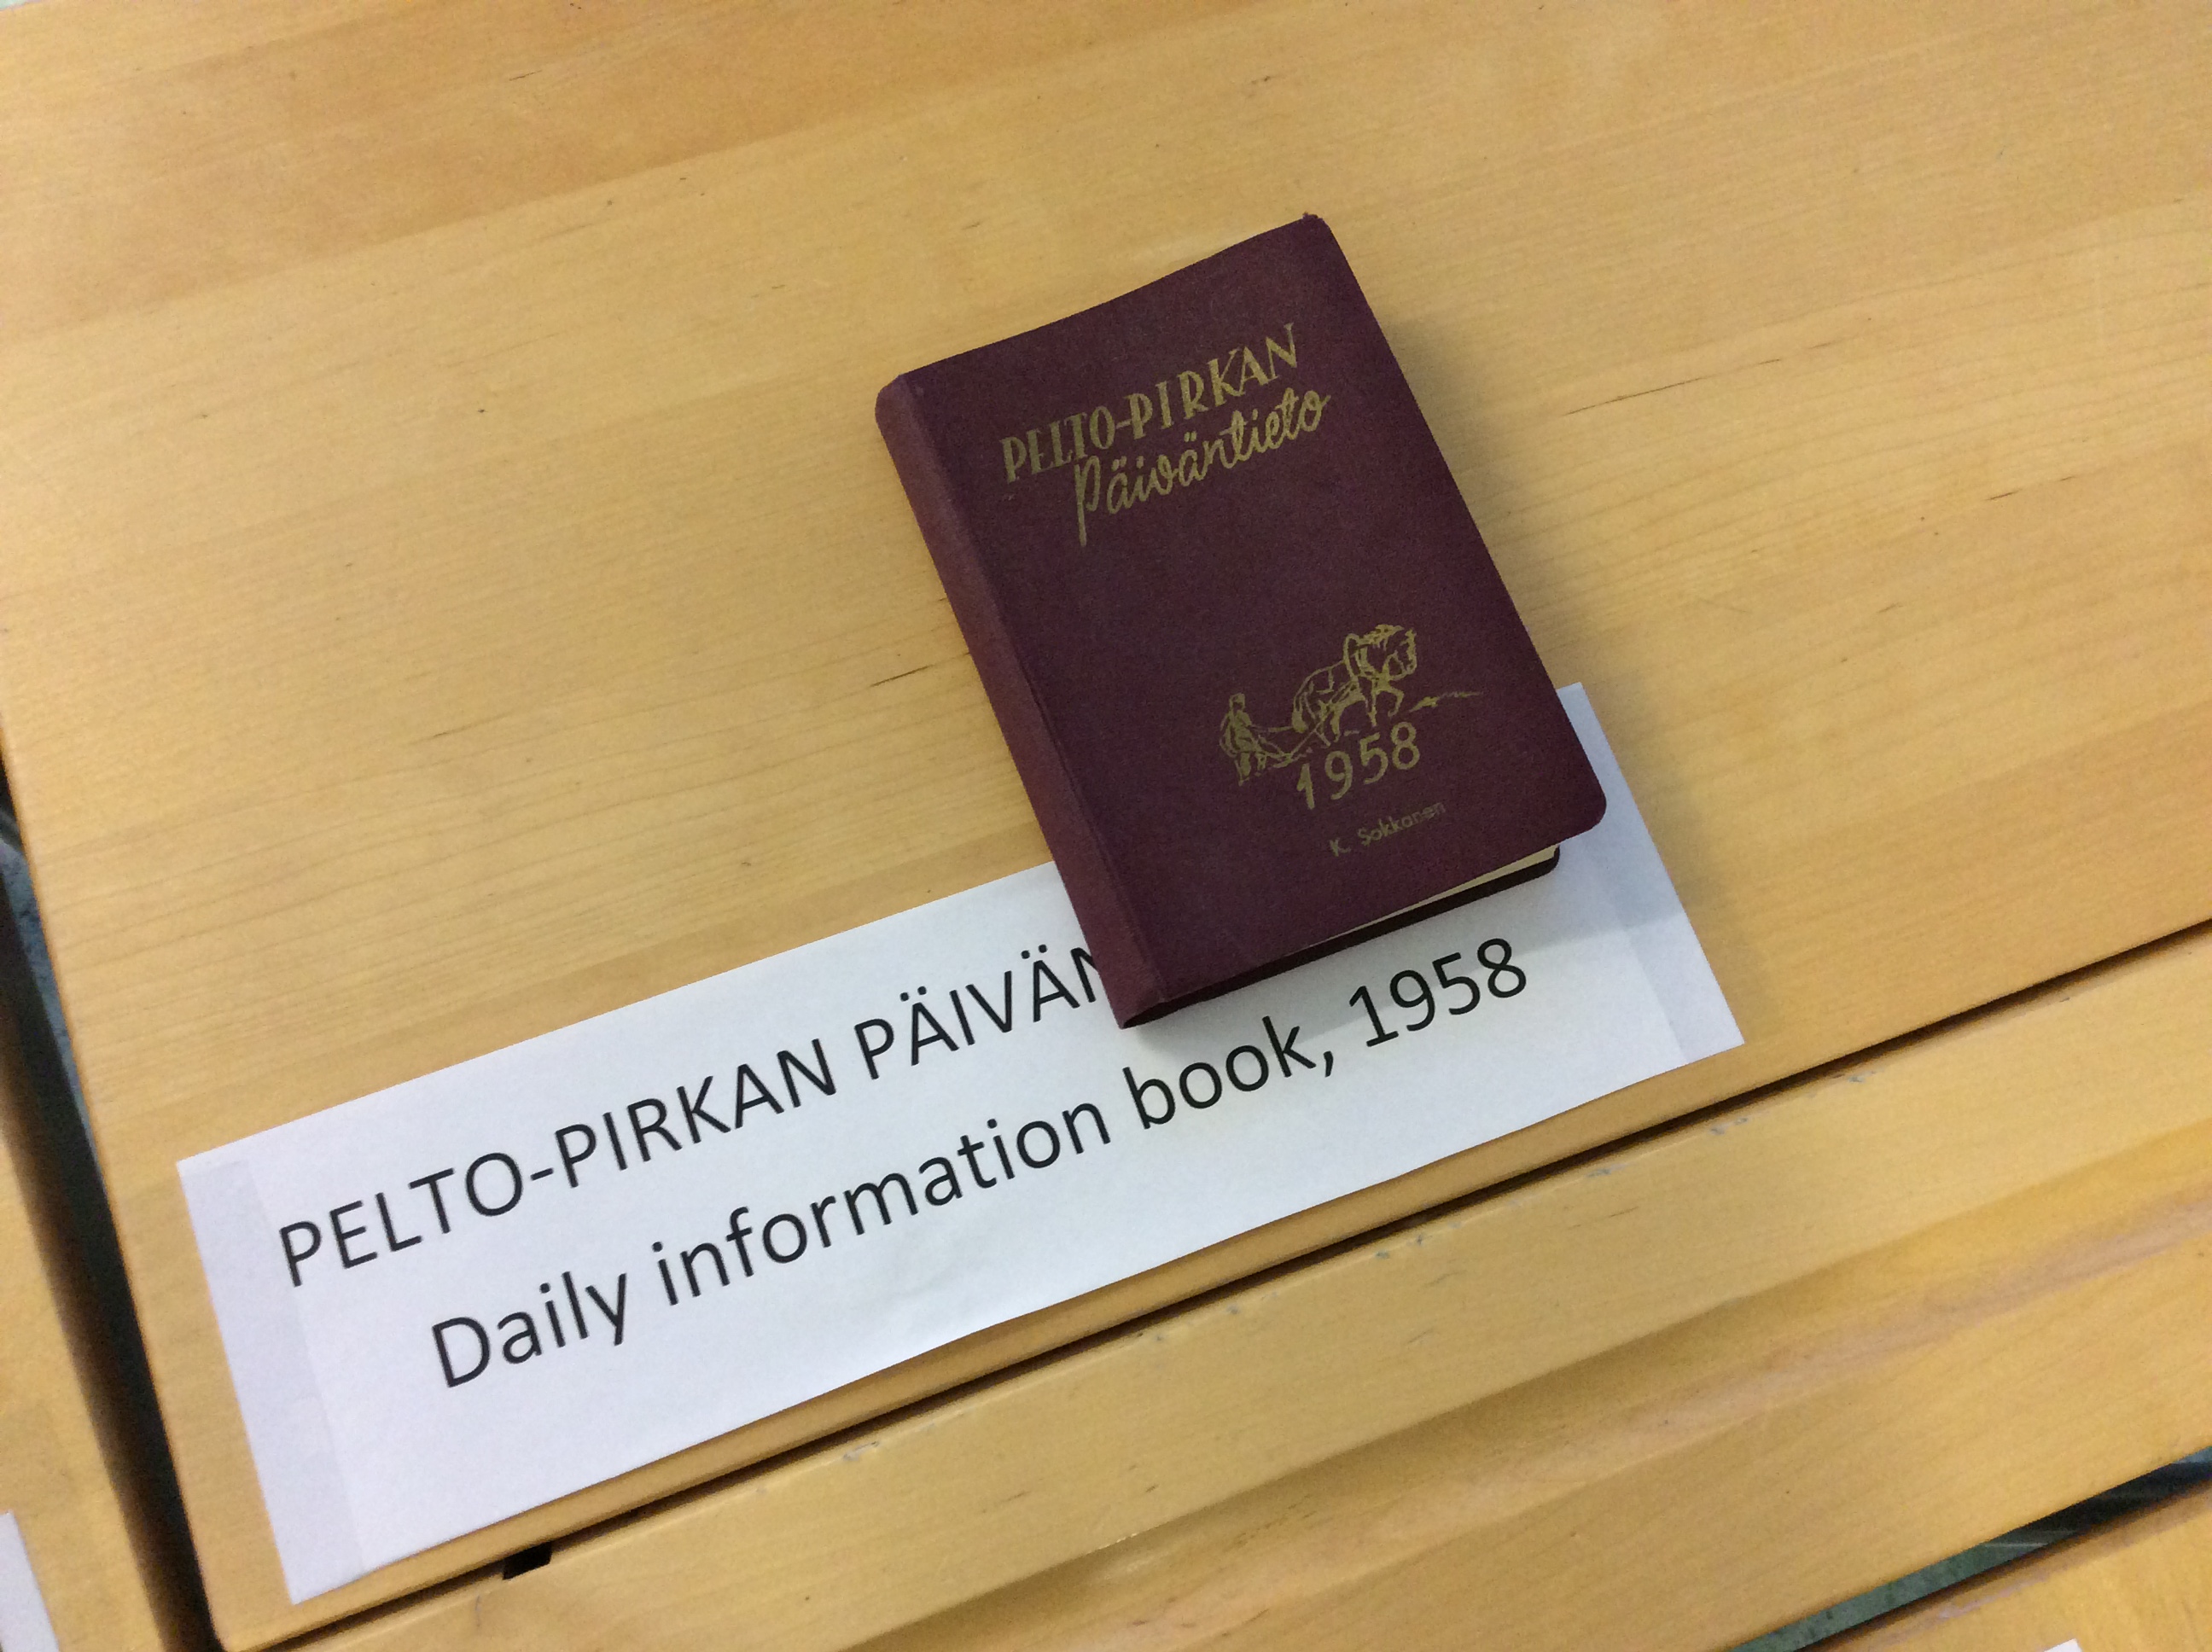 PELTO-PIRKAN
Päiväntieto
1958
K. Sokkanen
PELTO-PIRKAN PÄIVÄN
Daily information book, 1958